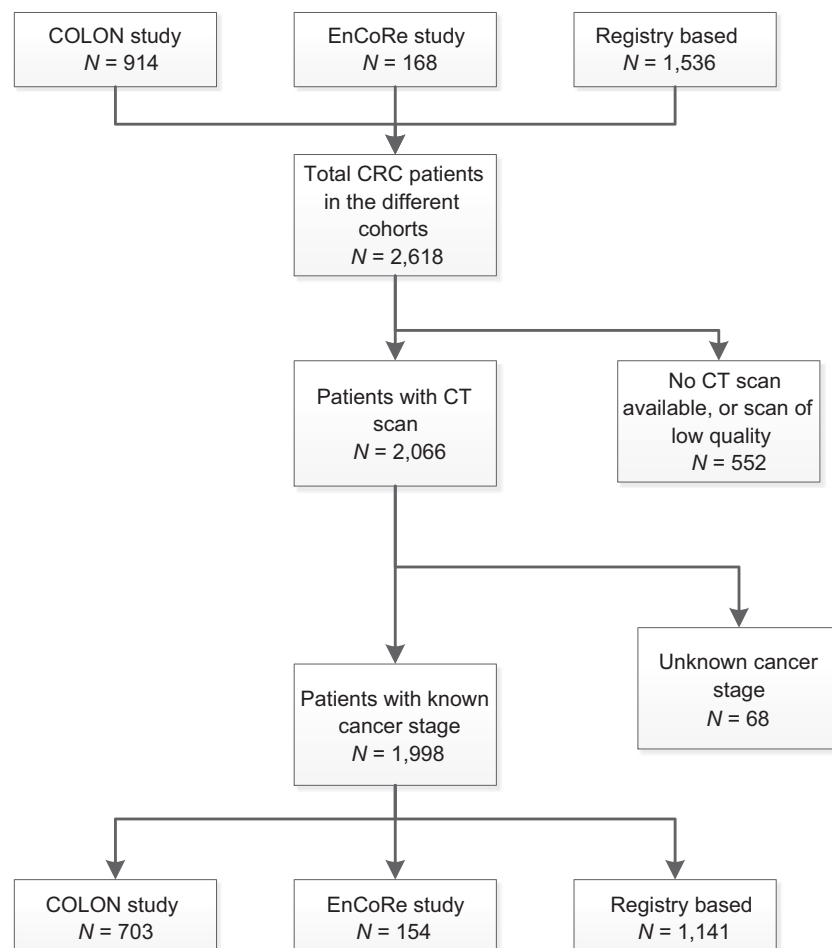 COLON study
N = 914
EnCoRe study
N = 168
Registry based
N = 1,536
Total CRC patients
in the different
cohorts
N = 2,618
Patients with CT
scan
N = 2,066
No CT scan
available, or scan of
low quality
N = 552
Unknown cancer
stage
N = 68
Patients with known
cancer stage
N = 1,998
COLON study
N = 703
EnCoRe study
N = 154
Registry based
N = 1,141